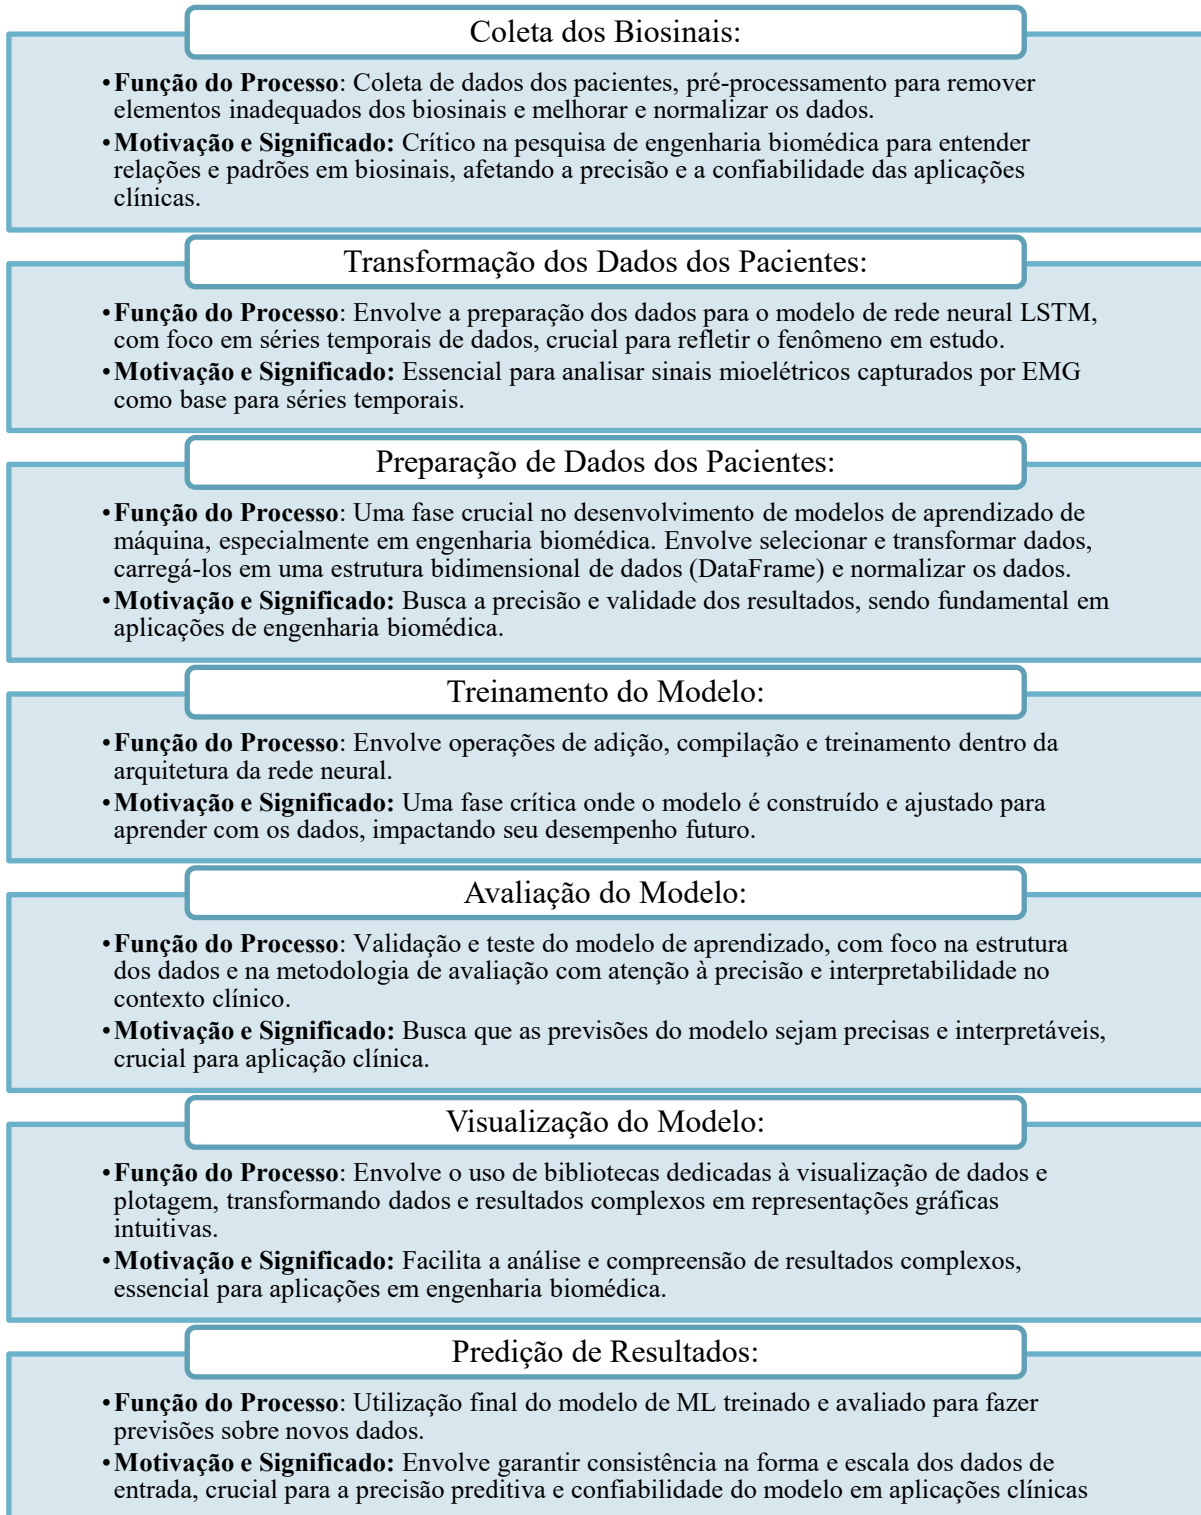 Coleta dos Biosinais:
•Função do Processo: Coleta de dados dos pacientes, pré-processamento para remover
elementos inadequados dos biosinais e melhorar e normalizar os dados.
•Motivação e Significado: Crítico na pesquisa de engenharia biomédica para entender
relações e padrões em biosinais, afetando a precisão e a confiabilidade das aplicações
clínicas.
Transformação dos Dados dos Pacientes:
•Função do Processo: Envolve a preparação dos dados para o modelo de rede neural LSTM,
com foco em séries temporais de dados, crucial para refletir o fenômeno em estudo.
•Motivação e Significado: Essencial para analisar sinais mioelétricos capturados por EMG
como base para séries temporais.
Preparação de Dados dos Pacientes:
•Função do Processo: Uma fase crucial no desenvolvimento de modelos de aprendizado de
máquina, especialmente em engenharia biomédica. Envolve selecionar e transformar dados,
carregá-los em uma estrutura bidimensional de dados (DataFrame) e normalizar os dados.
•Motivação e Significado: Busca a precisão e validade dos resultados, sendo fundamental em
aplicações de engenharia biomédica.
Treinamento do Modelo:
•Função do Processo: Envolve operações de adição, compilação e treinamento dentro da
arquitetura da rede neural.
•Motivação e Significado: Uma fase crítica onde o modelo é construído e ajustado para
aprender com os dados, impactando seu desempenho futuro.
Avaliação do Modelo:
•Função do Processo: Validação e teste do modelo de aprendizado, com foco na estrutura
dos dados e na metodologia de avaliação com atenção à precisão e interpretabilidade no
contexto clínico.
•Motivação e Significado: Busca que as previsões do modelo sejam precisas e interpretáveis,
crucial para aplicação clínica.
Visualização do Modelo:
•Função do Processo: Envolve o uso de bibliotecas dedicadas à visualização de dados e
plotagem, transformando dados e resultados complexos em representações gráficas
intuitivas.
•Motivação e Significado: Facilita a análise e compreensão de resultados complexos,
essencial para aplicações em engenharia biomédica.
Predição de Resultados:
•Função do Processo: Utilização final do modelo de ML treinado e avaliado para fazer
previsões sobre novos dados.
•Motivação e Significado: Envolve garantir consistência na forma e escala dos dados de
entrada, crucial para a precisão preditiva e confiabilidade do modelo em aplicações clínicas